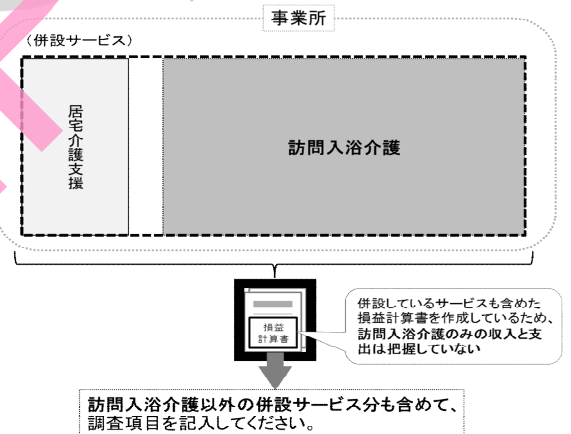 事業所
（併設サービス）
居宅介護支援
訪問入浴介護
損益
計算書
併設しているサービスも含めた
損益計算書を作成しているため、
訪問入浴介護のみの収入と支
出は把握していない
訪問入浴介護以外の併設サービス分も含めて、
調査項目を記入してください。